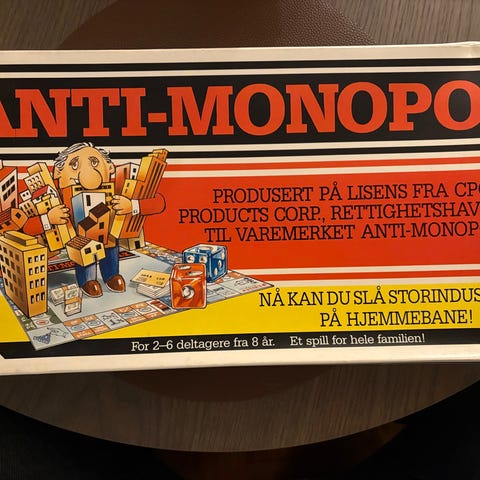 ANTI-MONOPO
PRODUSERT PÅ LISENS FRA CPC
PRODUCTS CORP., RETTIGHETSHAV
TIL VAREMERKET ANTI-MONOP
NÅ KAN DU SLÅ STORINDUS
PÅ HJEMMEBANE!
For 2–6 deltagere fra 8 år. Et spill for hele familien!